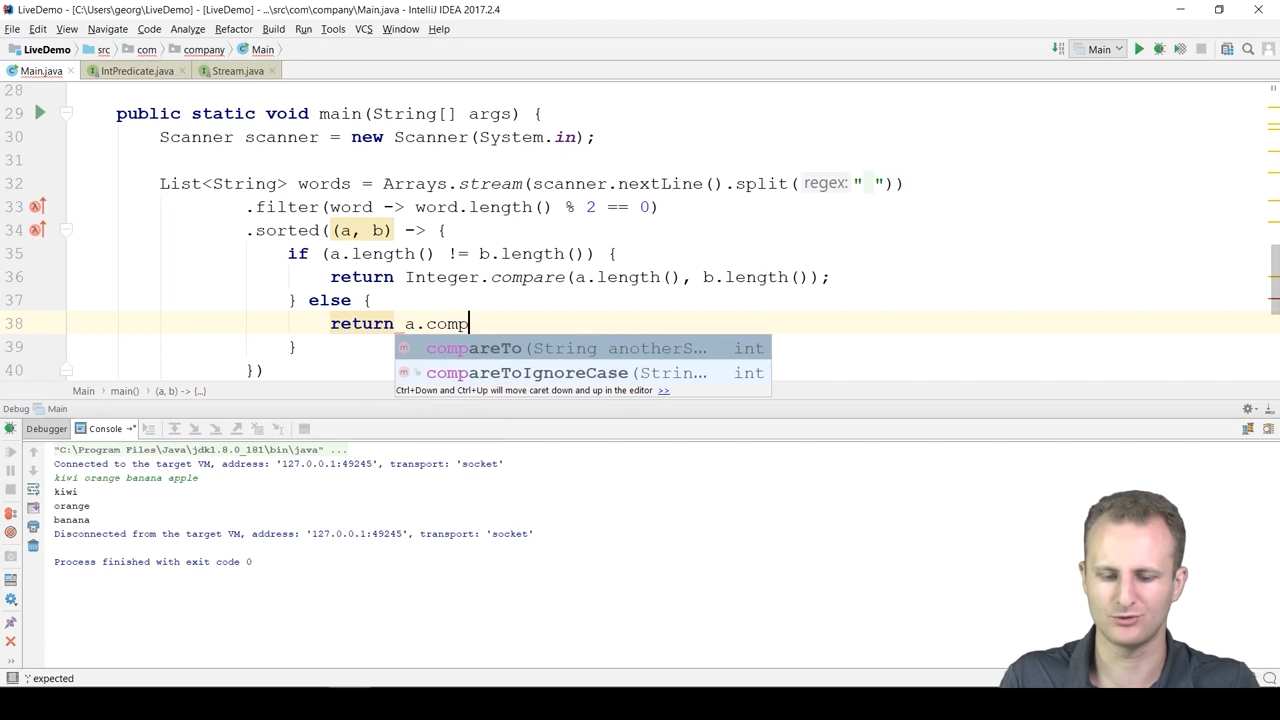 LiveDemo - [C:\Users\georg\LiveDemo] - [LiveDemo] - ...\src\com\company\Main.java - IntelliJ IDEA 2017.2.4
File Edit View Navigate Code Analyze Refactor Build Run Tools VCS Window Help
LiveDemo src com company Main Main
Main.java IntPredicate.java Stream.java
28
29 public static void main(String[] args) {
30 Scanner scanner = new Scanner(System.in);
31
32 List<String> words = Arrays.stream(scanner.nextLine().split( regex: " "))
33 .filter(word -> word.length() % 2 == 0)
34 .sorted((a, b) -> {
35 if (a.length() != b.length()) {
36 return Integer.compare(a.length(), b.length());
37 } else {
38 return a.comp
compareTo(String anotherS... int
39 }
compareToIgnoreCase(Strin... int
40 })
Ctrl+Down and Ctrl+Up will move caret down and up in the editor >>
Main main() (a, b) -> {...}
Debug Main
Debugger Console
"C:\Program Files\Java\jdk1.8.0_181\bin\java" ...
Connected to the target VM, address: '127.0.0.1:49245', transport: 'socket'
kiwi orange banana apple
kiwi
orange
banana
Disconnected from the target VM, address: '127.0.0.1:49245', transport: 'socket'
Process finished with exit code 0
';' expected